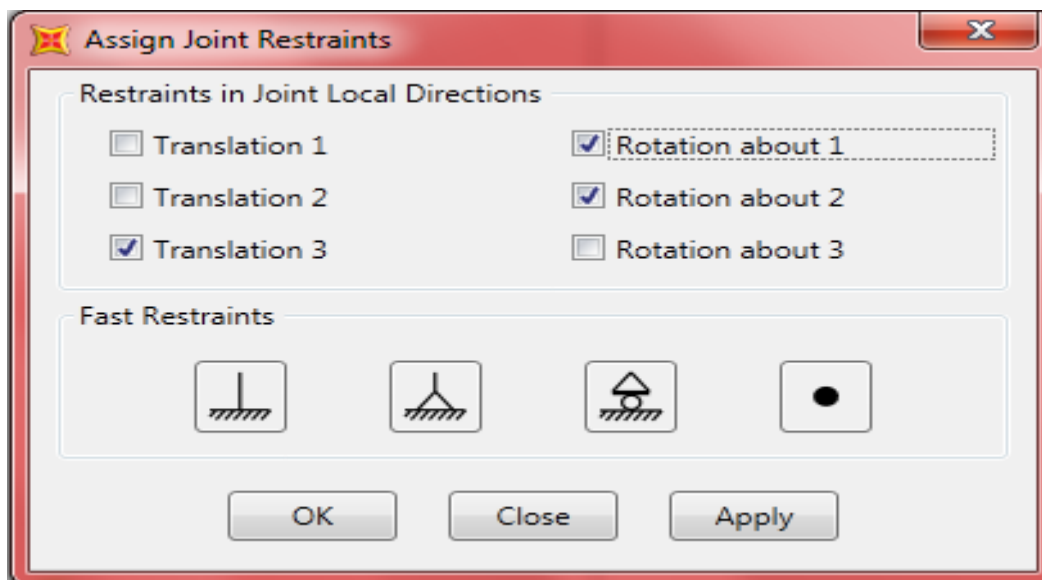 Assign Joint Restraints
Restraints in Joint Local Directions
Translation 1
Rotation about 1
Translation 2
Rotation about 2
Translation 3
Rotation about 3
Fast Restraints
OK
Close
Apply